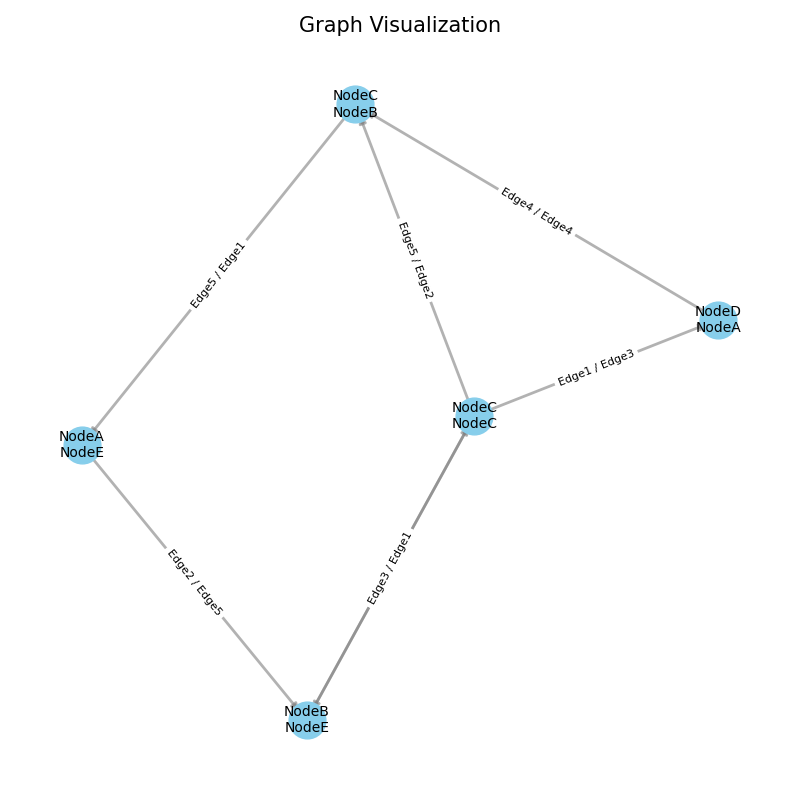 Graph Visualization
NodeC
NodeB
Edge4 / Edge4
Edge5 / Edge1
Edge5 / Edge2
NodeD
NodeA
Edge1 / Edge3
NodeC
NodeC
NodeA
NodeE
Edge3 / Edge1
Edge2 / Edge5
NodeB
NodeE